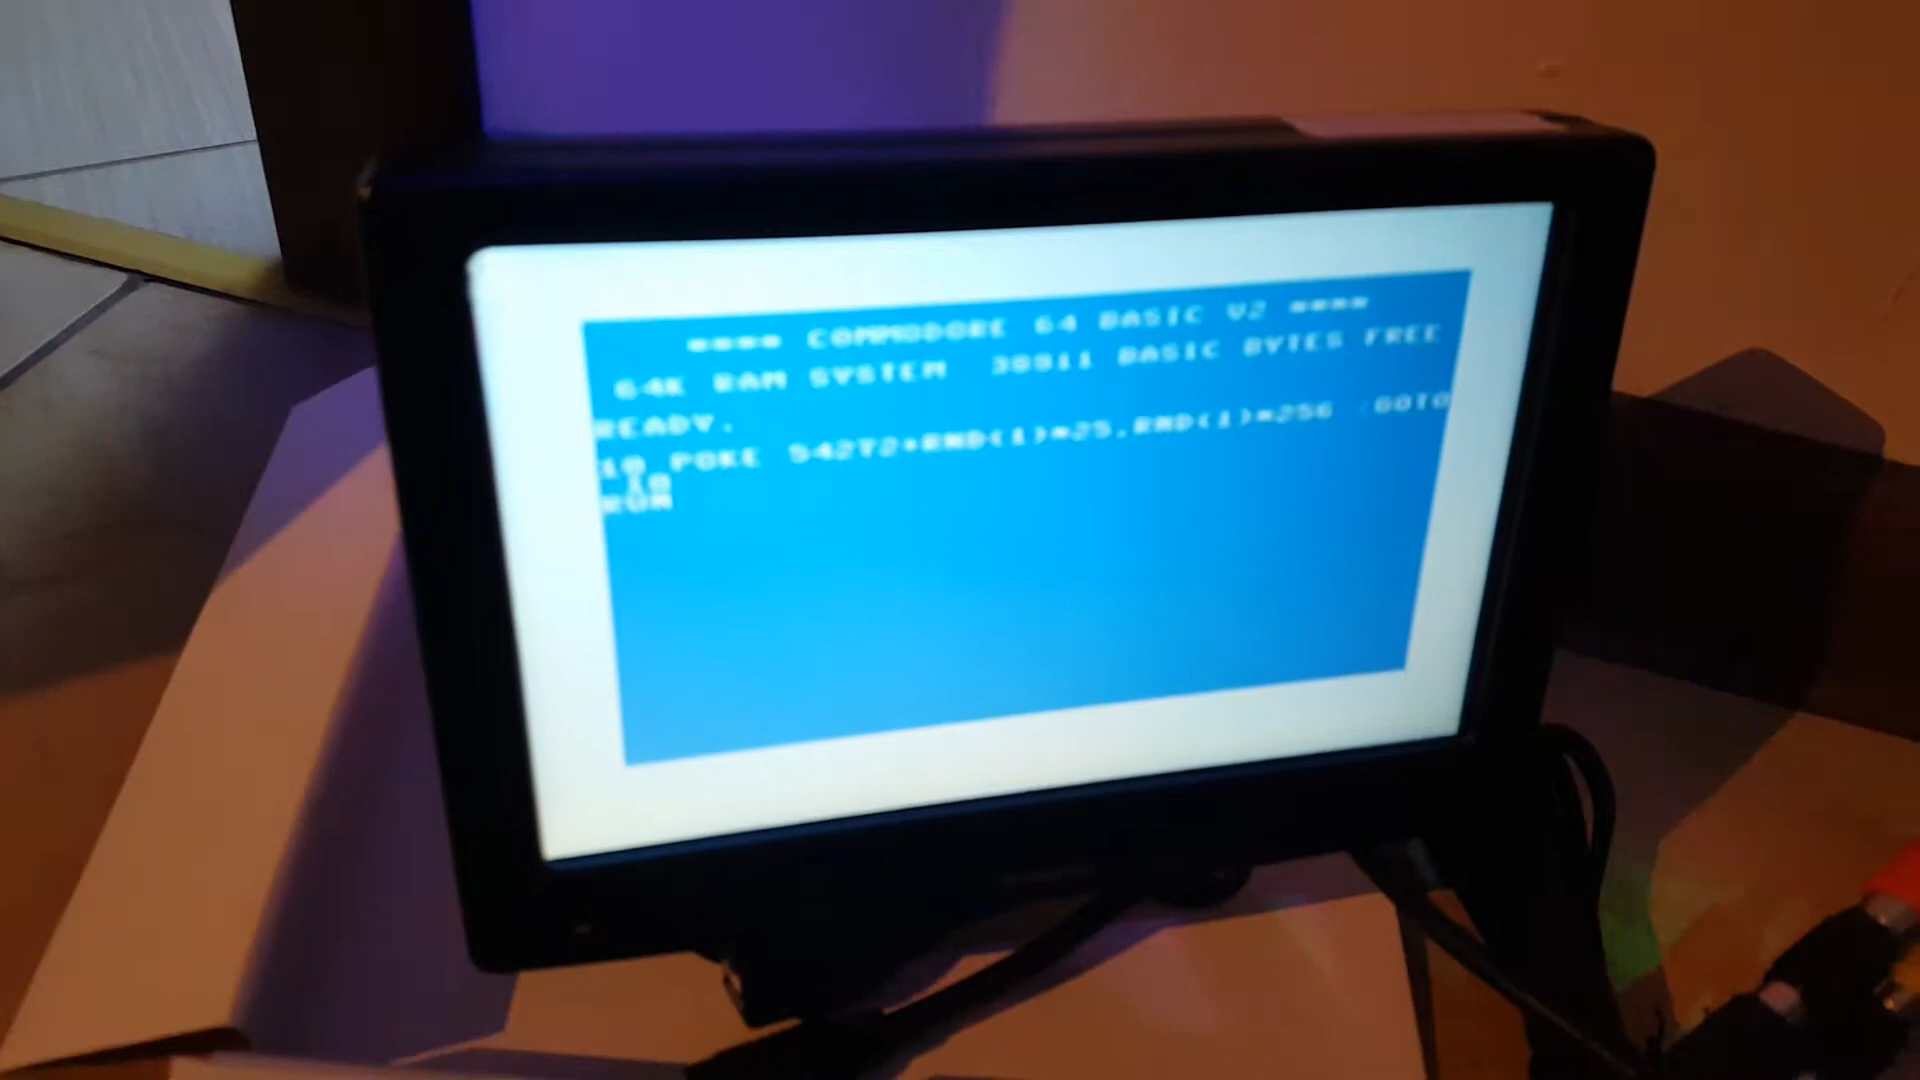 **** COMMODORE 64 BASIC V2 ****
64K RAM SYSTEM 38911 BASIC BYTES FREE
READY.
10 POKE 54272+RND(1)*25,RND(1)*256 :GOTO
10
RUN